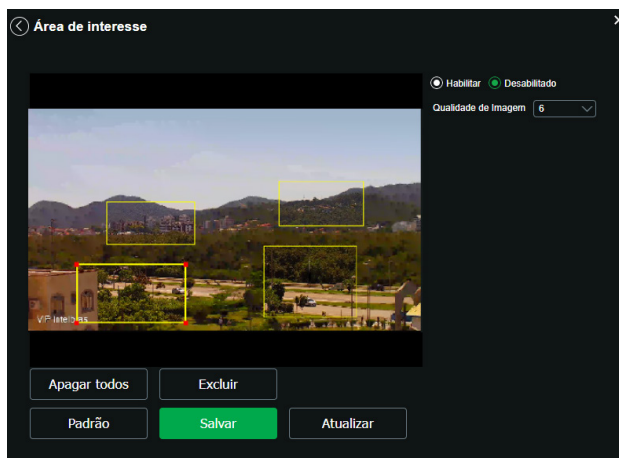 Área de interesse
Habilitar Desabilitado
Qualidade de Imagem 6
VIP Intelbras
Apagar todos Excluir
Padrão Salvar Atualizar